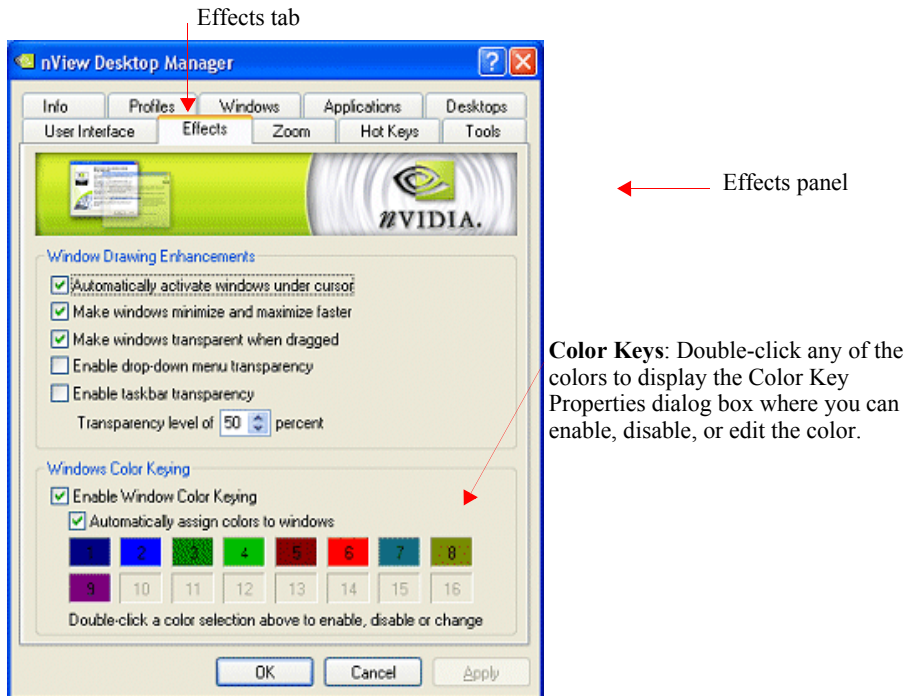 Effects tab
nView Desktop Manager
Info Profiles Windows Applications Desktops
User Interface Effects Zoom Hot Keys Tools
nVIDIA.
Effects panel
Window Drawing Enhancements
Automatically activate windows under cursor
Make windows minimize and maximize faster
Make windows transparent when dragged
Enable drop-down menu transparency
Enable taskbar transparency
Transparency level of 50 percent
Color Keys: Double-click any of the
colors to display the Color Key
Properties dialog box where you can
enable, disable, or edit the color.
Windows Color Keying
Enable Window Color Keying
Automatically assign colors to windows
1 2 3 4 5 6 7 8
9 10 11 12 13 14 15 16
Double-click a color selection above to enable, disable or change
OK Cancel Apply